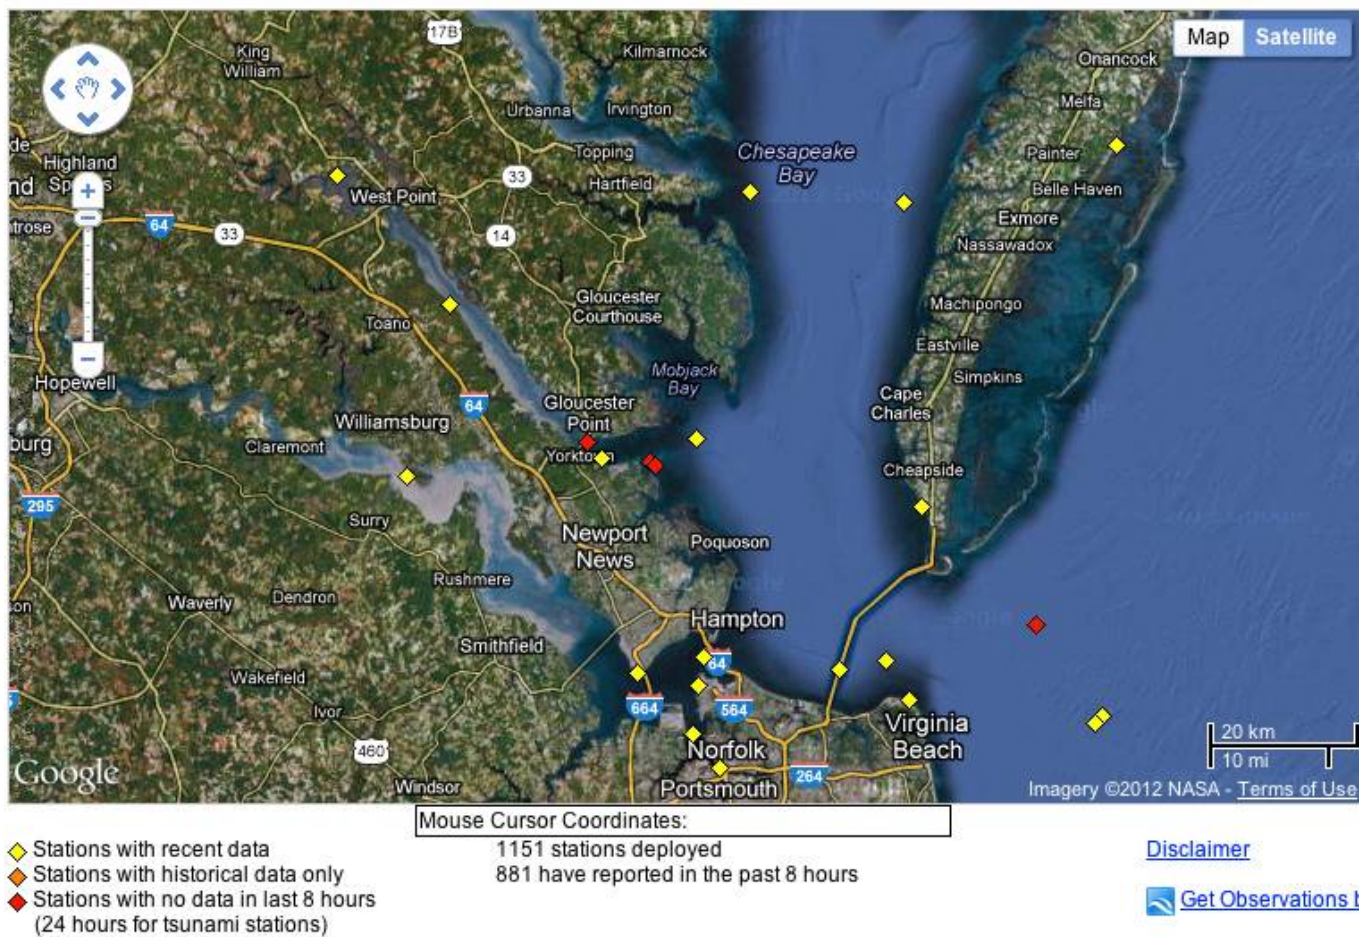 Map
Satellite
17B
Kilmarnock
King
William
Onancock
Urbanna
Irvington
Melfa
de
Highland
Topping
Chesapeake
Bay
Painter
33
Hartfield
Belle Haven
nd
West Point
+
Exmore
trose
64
33
14
Nassawadox
Gloucester
Courthouse
Machipongo
Toano
Eastville
−
Mobjack
Bay
Simpkins
Hopewell
Cape
Charles
64
Gloucester
Point
Williamsburg
burg
Claremont
Yorktown
Cheapside
295
Surry
Newport
News
Poquoson
Rushmere
son
Waverly
Dendron
Hampton
Smithfield
64
Wakefield
664
564
Ivor
Virginia
Beach
20 km
460
Norfolk
10 mi
Google
Windsor
Portsmouth
264
Imagery ©2012 NASA - Terms of Use
Mouse Cursor Coordinates:
Stations with recent data
1151 stations deployed
Disclaimer
Stations with historical data only
881 have reported in the past 8 hours
Stations with no data in last 8 hours
(24 hours for tsunami stations)
Get Observations b